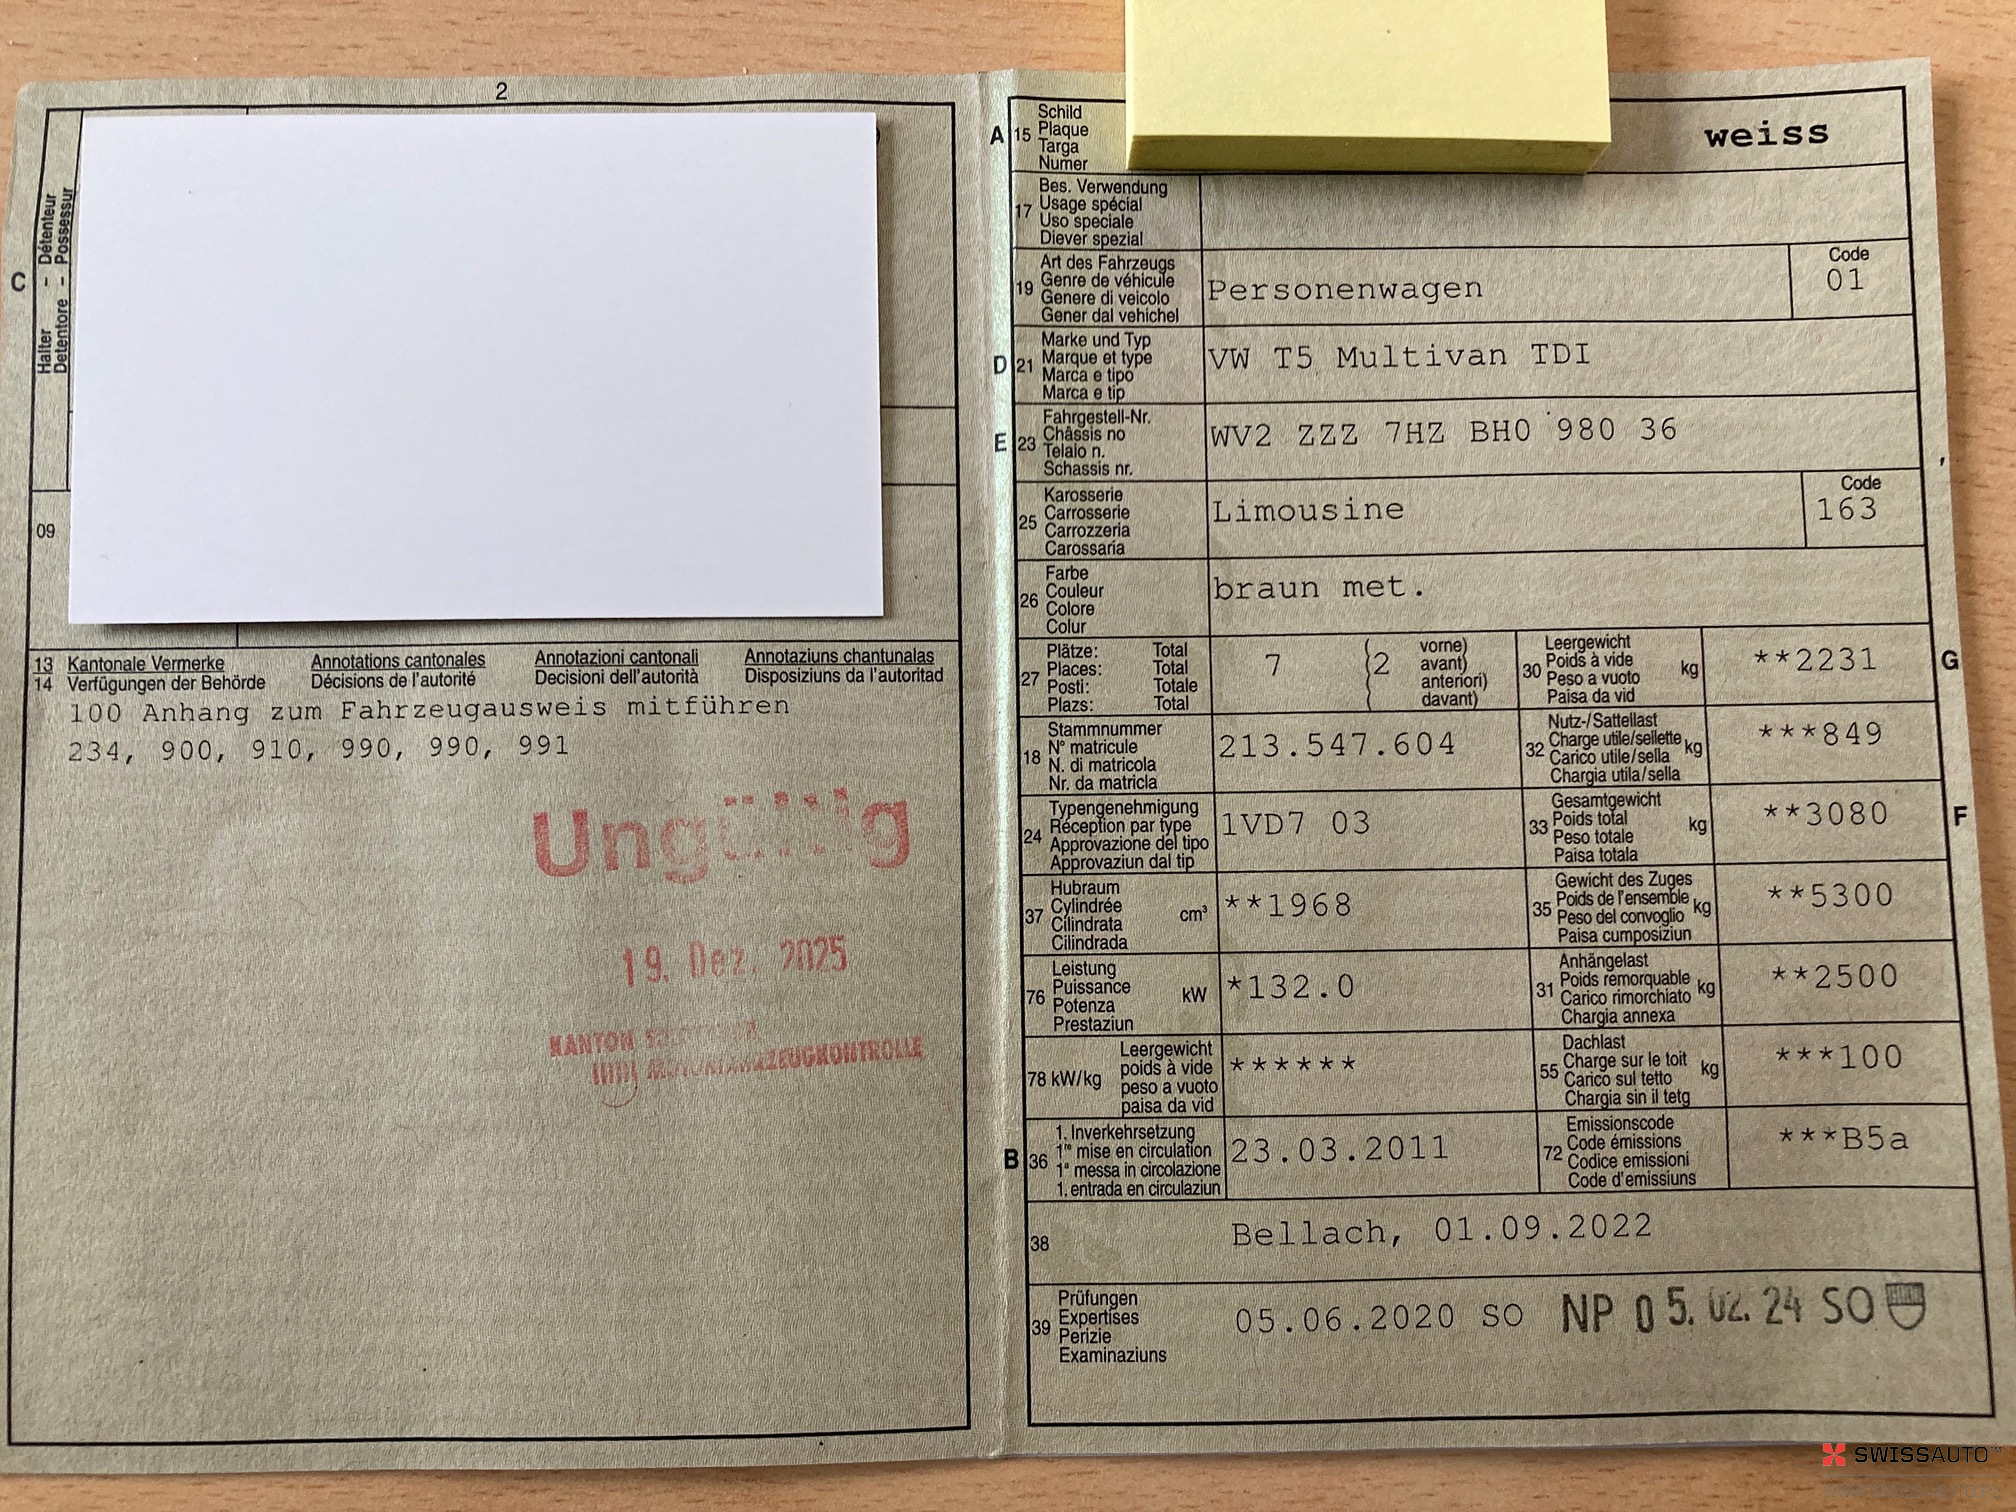 2
C
Halter - Détenteur
Detentore - Possessur
09
13 Kantonale Vermerke Annotations cantonales Annotazioni cantonali Annotaziuns chantunalas
14 Verfügungen der Behörde Décisions de l'autorité Decisioni dell'autorità Disposiziuns da l'autoritad
100 Anhang zum Fahrzeugausweis mitführen
234, 900, 910, 990, 990, 991
Ungültig
19. Dez. 2025
KANTON
MOTORFAHRZEUGKONTROLLE
A 15 Schild
Plaque
Targa
Numer
weiss
17 Bes. Verwendung
Usage spécial
Uso speciale
Diever spezial
19 Art des Fahrzeugs
Genre de véhicule
Genere di veicolo
Gener dal vehichel
Personenwagen
Code
01
D 21 Marke und Typ
Marque et type
Marca e tipo
Marca e tip
VW T5 Multivan TDI
E 23 Fahrgestell-Nr.
Châssis no
Telaio n.
Schassis nr.
WV2 ZZZ 7HZ BH0 980 36
25 Karosserie
Carrosserie
Carrozzeria
Carossaria
Limousine
Code
163
26 Farbe
Couleur
Colore
Colur
braun met.
27 Plätze: Total
Places: Total
Posti: Totale
Plazs: Total
7 (2 vorne)
avant)
anteriori)
davant)
30 Leergewicht
Poids à vide
Peso a vuoto
Paisa da vid
kg
**2231
G
18 Stammnummer
N° matricule
N. di matricola
Nr. da matricla
213.547.604
32 Nutz-/Sattellast
Charge utile/sellette
Carico utile/sella
Chargia utila/sella
kg
***849
24 Typengenehmigung
Réception par type
Approvazione del tipo
Approvaziun dal tip
1VD7 03
33 Gesamtgewicht
Poids total
Peso totale
Paisa totala
kg
**3080
F
37 Hubraum
Cylindrée
Cilindrata
Cilindrada
cm³
**1968
35 Gewicht des Zuges
Poids de l'ensemble
Peso del convoglio
Paisa cumposiziun
kg
**5300
76 Leistung
Puissance
Potenza
Prestaziun
kW
*132.0
31 Anhängelast
Poids remorquable
Carico rimorchiato
Chargia annexa
kg
**2500
78 kW/kg
Leergewicht
poids à vide
peso a vuoto
paisa da vid
******
55 Dachlast
Charge sur le toit
Carico sul tetto
Chargia sin il tetg
kg
***100
B 36 1. Inverkehrsetzung
1re mise en circulation
1a messa in circolazione
1. entrada en circulaziun
23.03.2011
72 Emissionscode
Code émissions
Codice emissioni
Code d'emissiuns
***B5a
38 Bellach, 01.09.2022
39 Prüfungen
Expertises
Perizie
Examinaziuns
05.06.2020 SO NP 05.02.24 SO
SWISSAUTO™